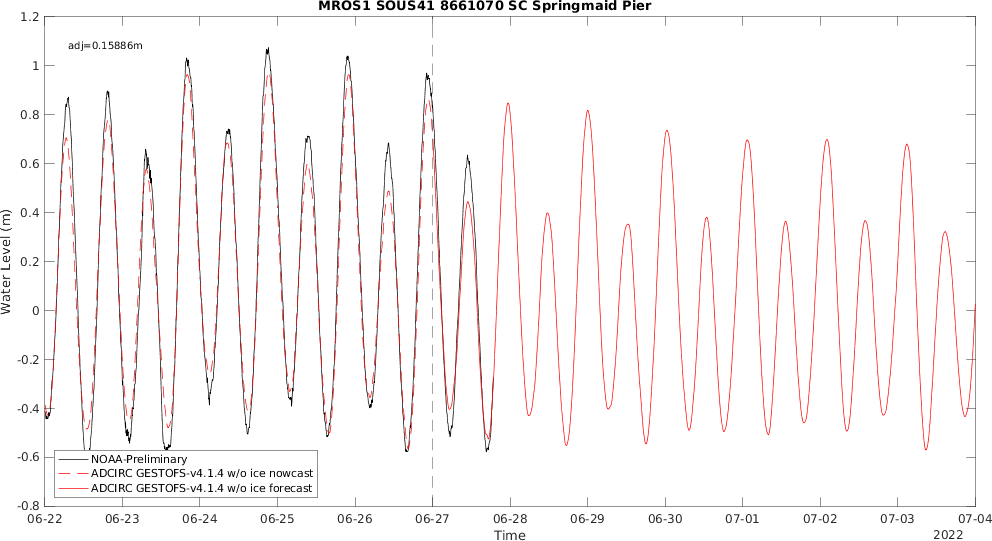 MROS1 SOUS41 8661070 SC Springmaid Pier
1.2
adj=0.15886m
1
0.8
0.6
0.4
0.2
0
-0.2
-0.4
-0.6
-0.8
Water Level (m)
NOAA-Preliminary
ADCIRC GESTOFS-v4.1.4 w/o ice nowcast
ADCIRC GESTOFS-v4.1.4 w/o ice forecast
06-22 06-23 06-24 06-25 06-26 06-27 06-28 06-29 06-30 07-01 07-02 07-03 07-04
Time
2022